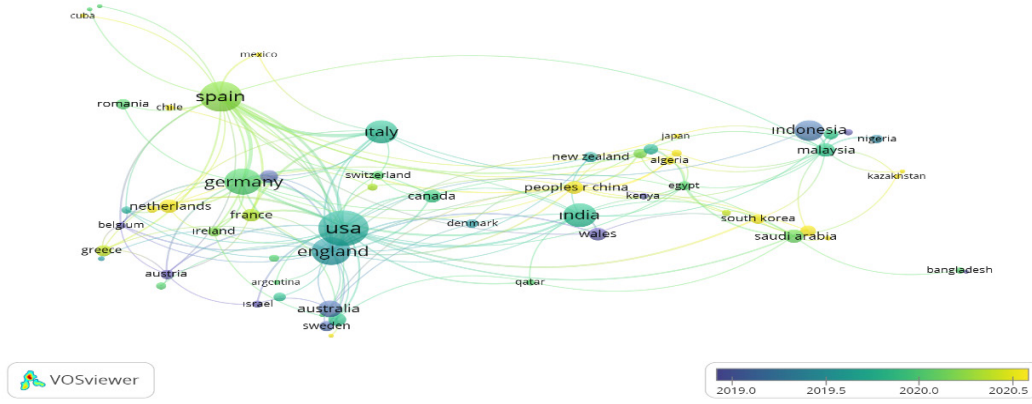 cuba
mexico
spain
romania
chile
italy
indonesia
japan
nigeria
malaysia
new zealand
algeria
switzerland
kazakhstan
germany
peoples r china
egypt
canada
kenya
netherlands
france
india
south korea
belgium
ireland
usa
denmark
wales
saudi arabia
greece
england
austria
bangladesh
argentina
qatar
israel
australia
sweden
VOSviewer
2019.0 2019.5 2020.0 2020.5